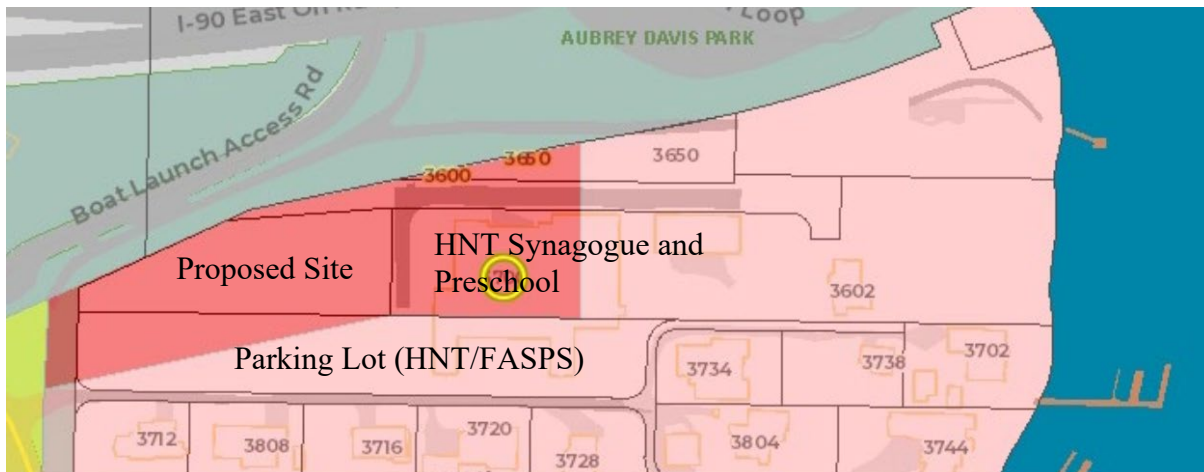 I-90 East On
Loop
AUBREY DAVIS PARK
Boat Launch Access Rd
3650
3650
3600
HNT Synagogue and
Preschool
Proposed Site
3602
Parking Lot (HNT/FASPS)
3734
3738
3702
3712
3808
3716
3720
3728
3804
3744